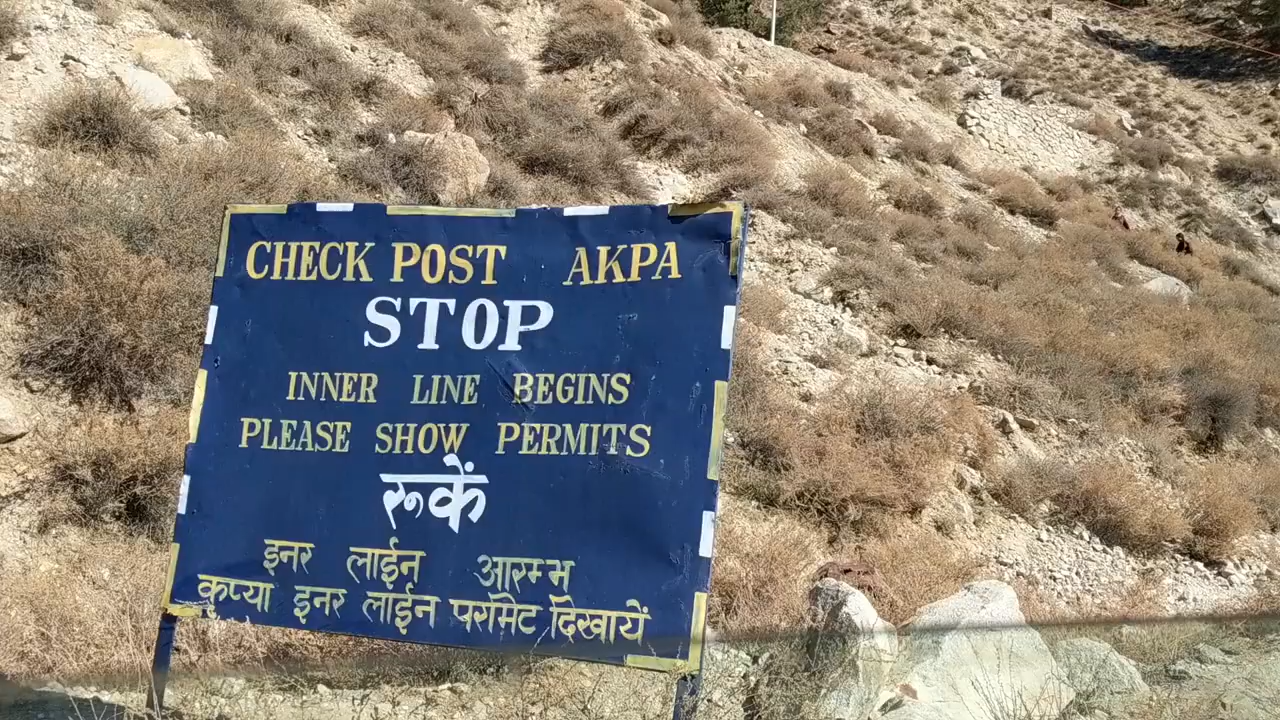 CHECK POST AKPA
STOP
INNER LINE BEGINS
PLEASE SHOW PERMITS
रूकें
इनर लाईन आरम्भ
कृप्या इनर लाईन परमिट दिखायें